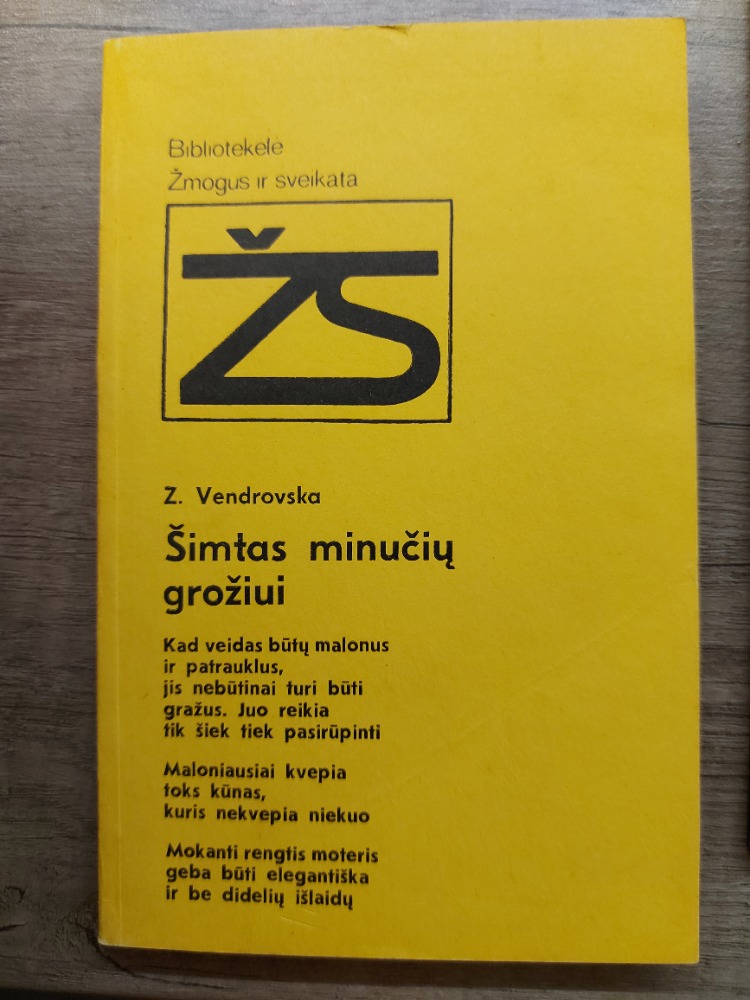 Bibliotekėlė
Žmogus ir sveikata
ŽS
Z. Vendrovska
Šimtas minučių
grožiui
Kad veidas būtų malonus
ir patrauklus,
jis nebūtinai turi būti
gražus. Juo reikia
tik šiek tiek pasirūpinti
Maloniausiai kvepia
toks kūnas,
kuris nekvepia niekuo
Mokanti rengtis moteris
geba būti elegantiška
ir be didelių išlaidų